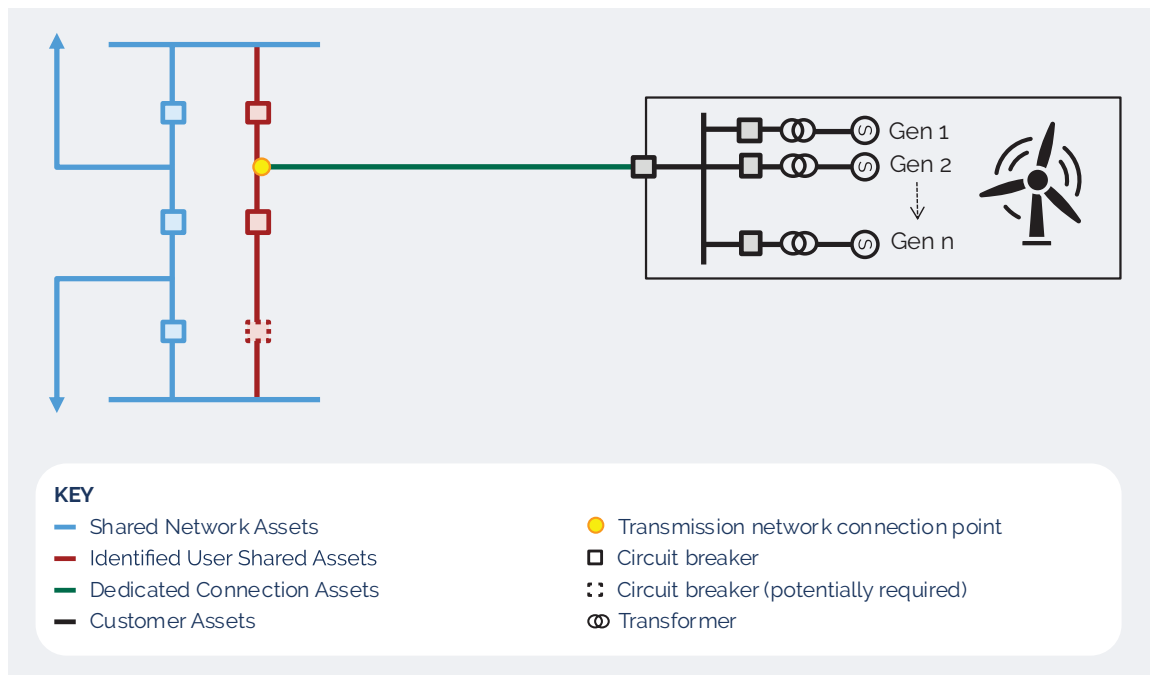 S Gen 1
S Gen 2
S Gen n
KEY
Shared Network Assets
Identified User Shared Assets
Dedicated Connection Assets
Customer Assets
Transmission network connection point
Circuit breaker
Circuit breaker (potentially required)
Transformer